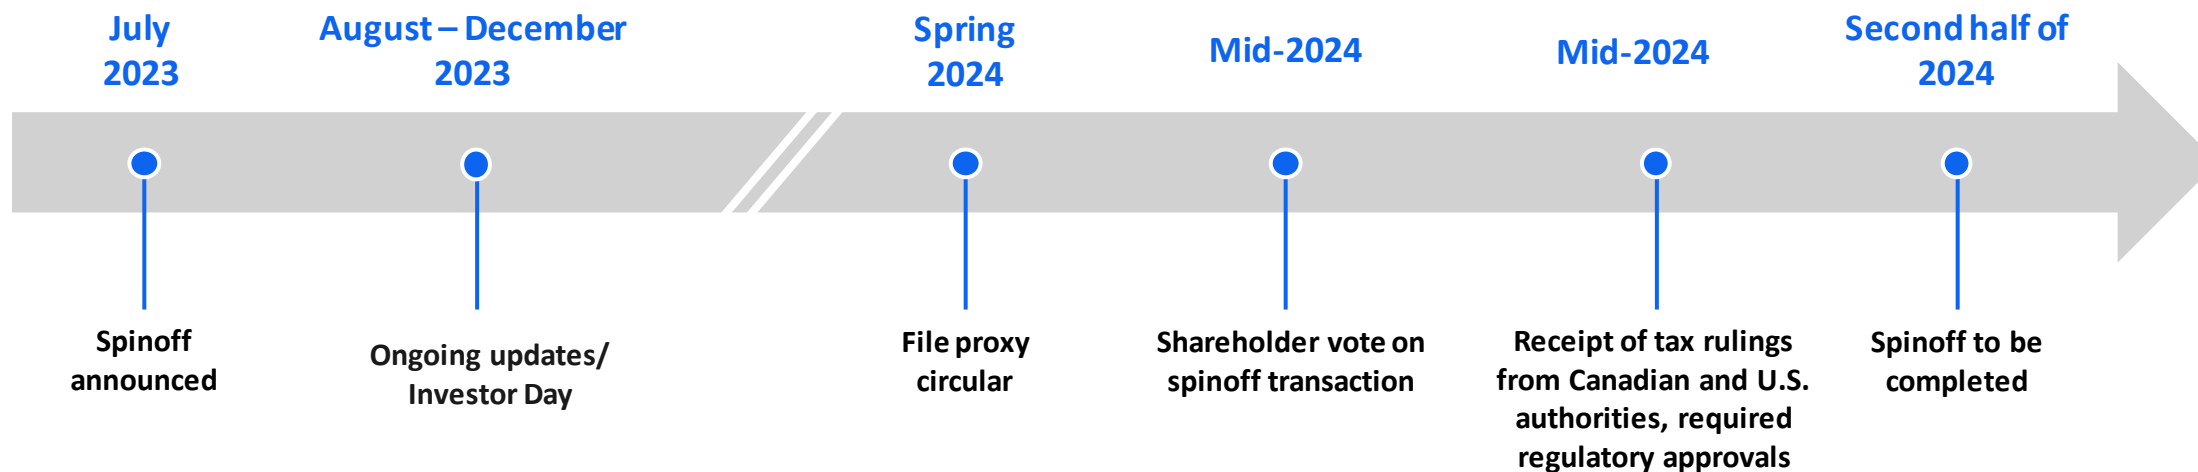 July
2023
August – December
2023
Spring
2024
Mid-2024
Mid-2024
Second half of
2024
Spinoff
announced
Ongoing updates/
Investor Day
File proxy
circular
Shareholder vote on
spinoff transaction
Receipt of tax rulings
from Canadian and U.S.
authorities, required
regulatory approvals
Spinoff to be
completed